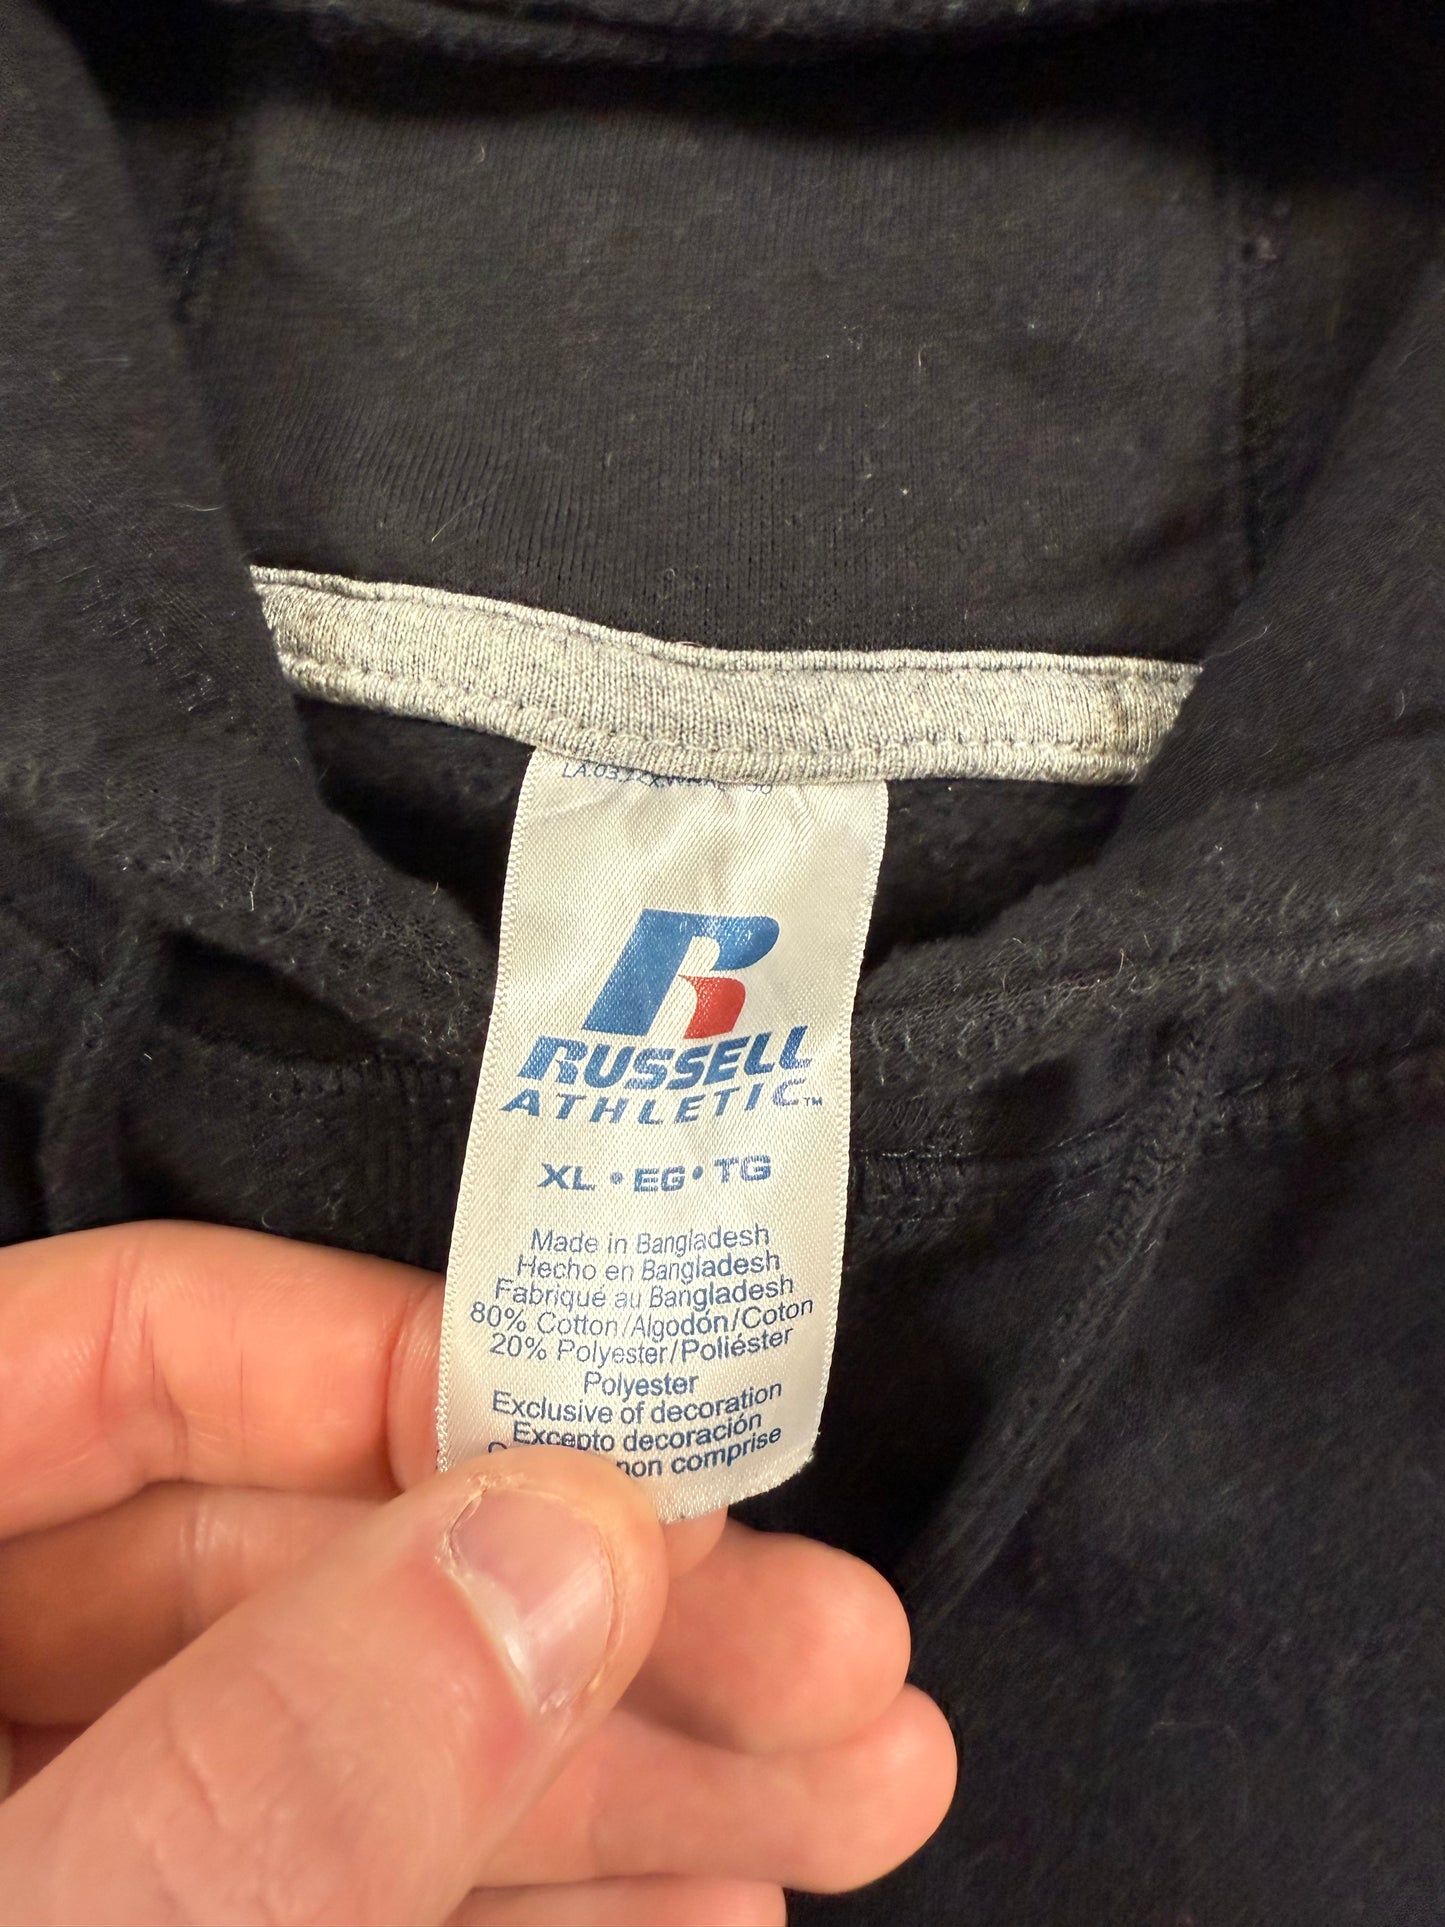 RUSSELL
ATHLETIC™
XL • EG • TG
Made in Bangladesh
Hecho en Bangladesh
Fabriqué au Bangladesh
80% Cotton/Algodón/Coton
20% Polyester/Poliéster
Polyester
Exclusive of decoration
Excepto decoración
non comprise